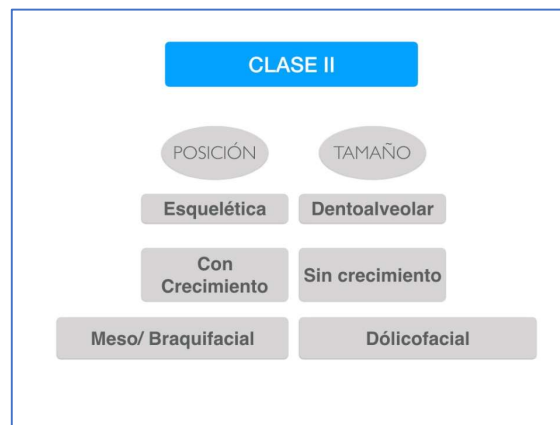 CLASE II
POSICIÓN
TAMAÑO
Esquelética
Dentoalveolar
Con
Crecimiento
Sin crecimiento
Meso/ Braquifacial
Dólicofacial